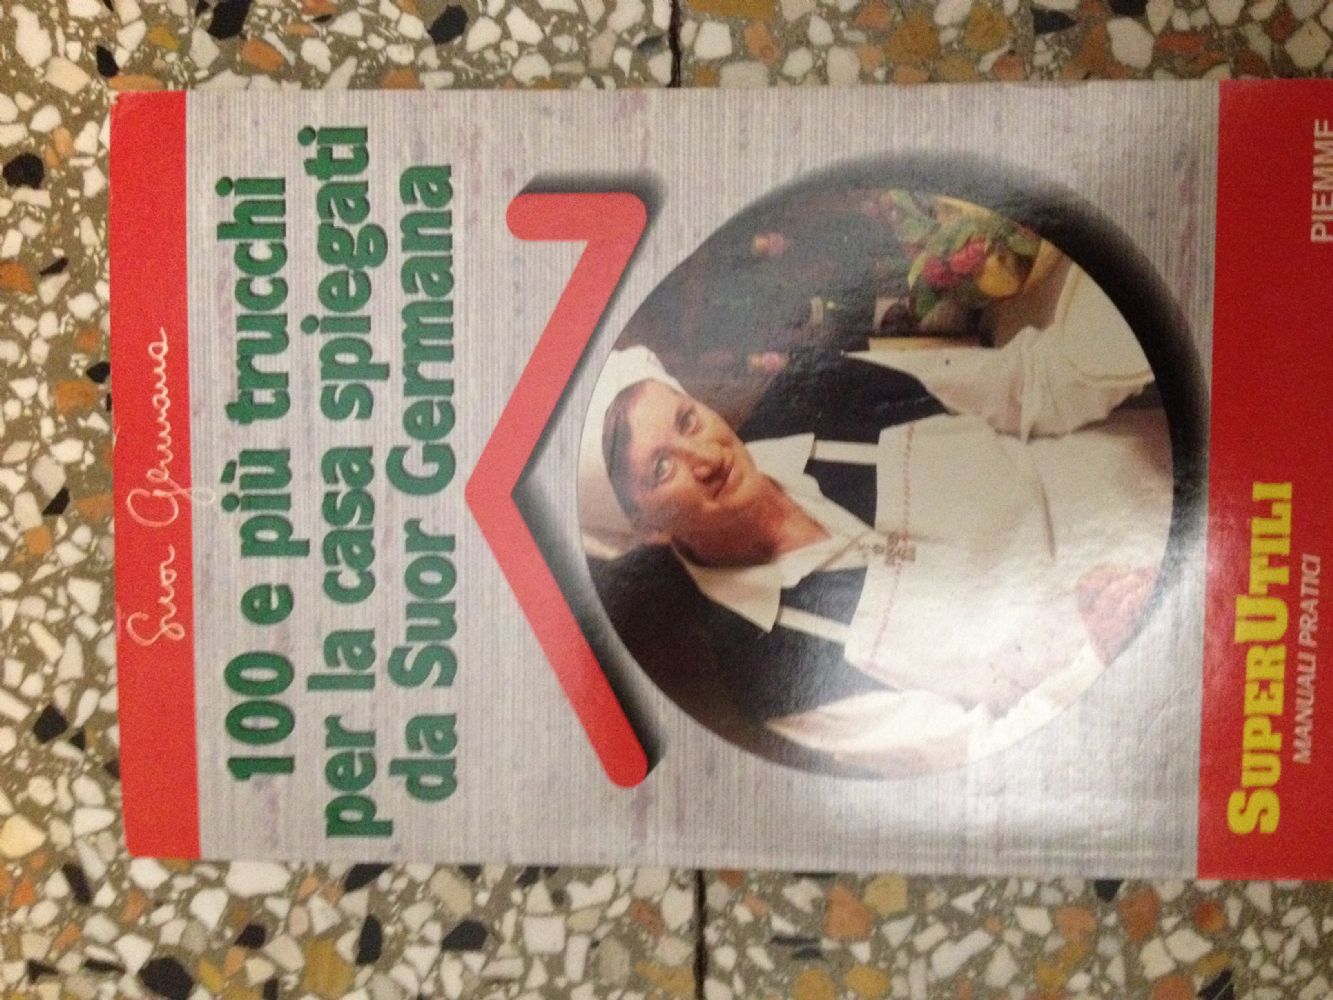 Suor Germana
100 e più trucchi
per la casa spiegati
da Suor Germana
SUPERUTILI
MANUALI PRATICI
PIEMME